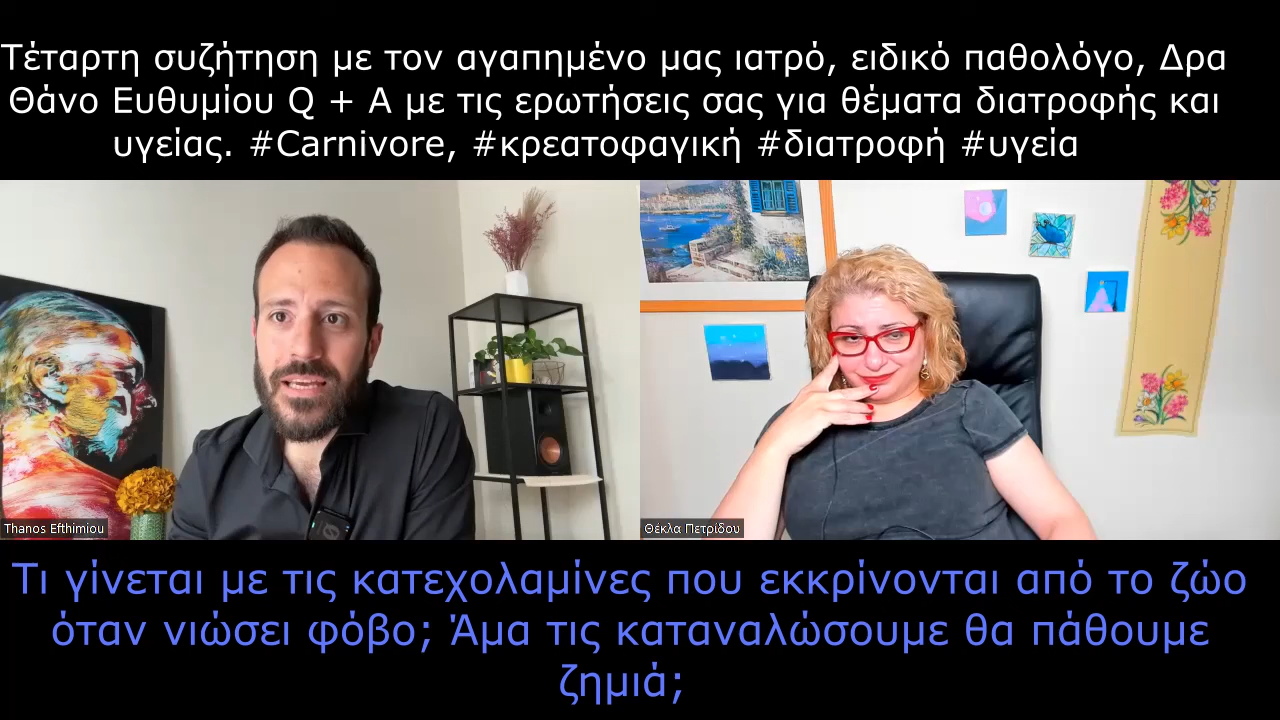 Τέταρτη συζήτηση με τον αγαπημένο μας ιατρό, ειδικό παθολόγο, Δρα
Θάνο Ευθυμίου Q + A με τις ερωτήσεις σας για θέματα διατροφής και
υγείας. #Carnivore, #κρεατοφαγική #διατροφή #υγεία
Thanos Efthimiou
Θέκλα Πετρίδου
Τι γίνεται με τις κατεχολαμίνες που εκκρίνονται από το ζώο
όταν νιώσει φόβο; Άμα τις καταναλώσουμε θα πάθουμε
ζημιά;